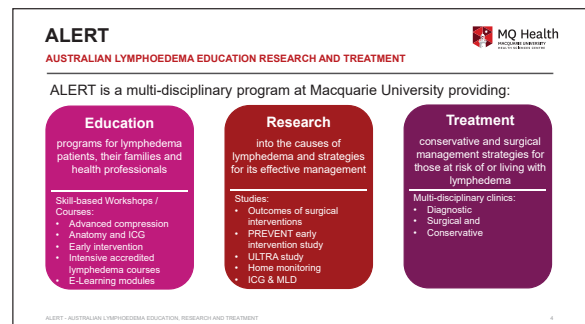 ALERT
AUSTRALIAN LYMPHOEDEMA EDUCATION RESEARCH AND TREATMENT
MQ Health
MACQUARIE UNIVERSITY
HEALTH SCIENCES CENTRE
ALERT is a multi-disciplinary program at Macquarie University providing:
Education
programs for lymphedema
patients, their families and
health professionals
Skill-based Workshops /
Courses:
• Advanced compression
• Anatomy and ICG
• Early intervention
• Intensive accredited
lymphedema courses
• E-Learning modules
Research
into the causes of
lymphedema and strategies
for its effective management
Studies:
• Outcomes of surgical
interventions
• PREVENT early
intervention study
• ULTRA study
• Home monitoring
• ICG & MLD
Treatment
conservative and surgical
management strategies for
those at risk of or living with
lymphedema
Multi-disciplinary clinics:
• Diagnostic
• Surgical and
• Conservative
ALERT - AUSTRALIAN LYMPHOEDEMA EDUCATION, RESEARCH AND TREATMENT
4